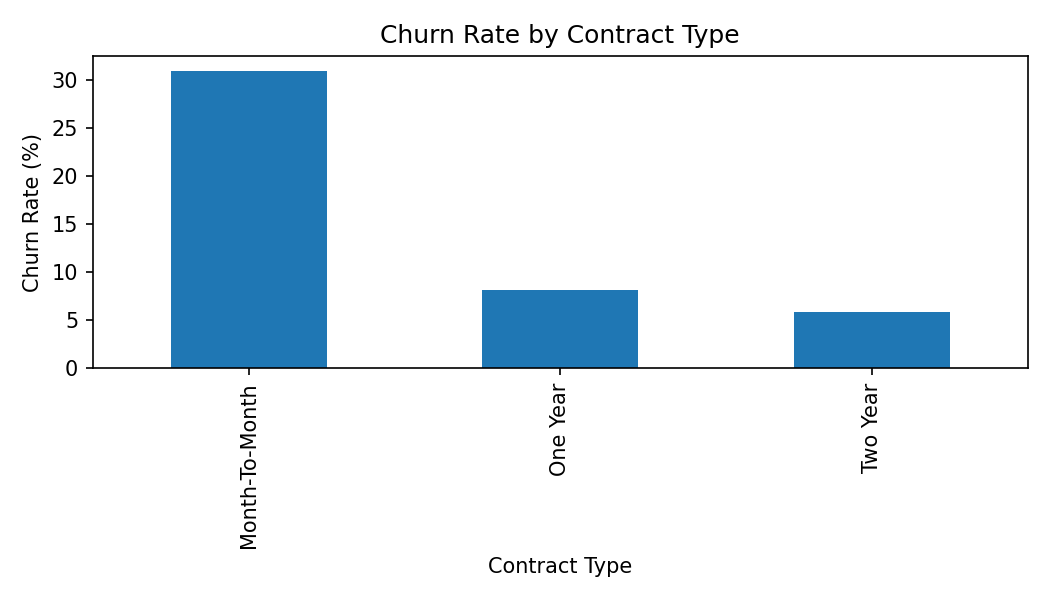 Churn Rate by Contract Type
Churn Rate (%)
30
25
20
15
10
5
0
Month-To-Month
One Year
Two Year
Contract Type